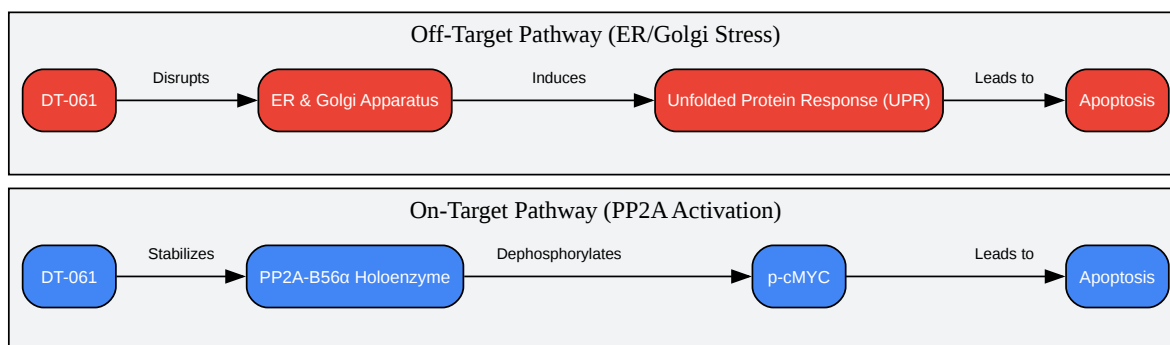 Off-Target Pathway (ER/Golgi Stress)
Disrupts
Induces
Leads to
DT-061
ER & Golgi Apparatus
Unfolded Protein Response (UPR)
Apoptosis
On-Target Pathway (PP2A Activation)
Stabilizes
Dephosphorylates
Leads to
DT-061
PP2A-B56α Holoenzyme
p-cMYC
Apoptosis